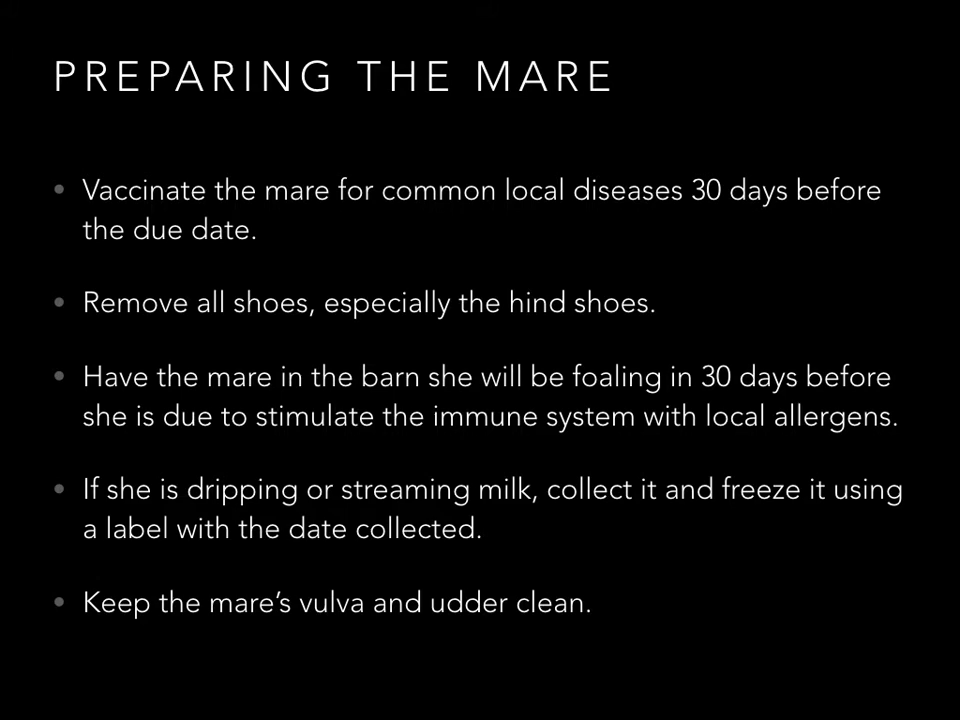 PREPARING THE MARE
• Vaccinate the mare for common local diseases 30 days before
the due date.
• Remove all shoes, especially the hind shoes.
• Have the mare in the barn she will be foaling in 30 days before
she is due to stimulate the immune system with local allergens.
• If she is dripping or streaming milk, collect it and freeze it using
a label with the date collected.
• Keep the mare’s vulva and udder clean.